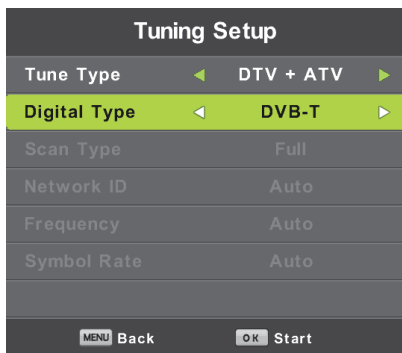 Tuning Setup
Tune Type DTV + ATV
Digital Type DVB-T
Scan Type Full
Network ID Auto
Frequency Auto
Symbol Rate Auto
MENU Back OK Start